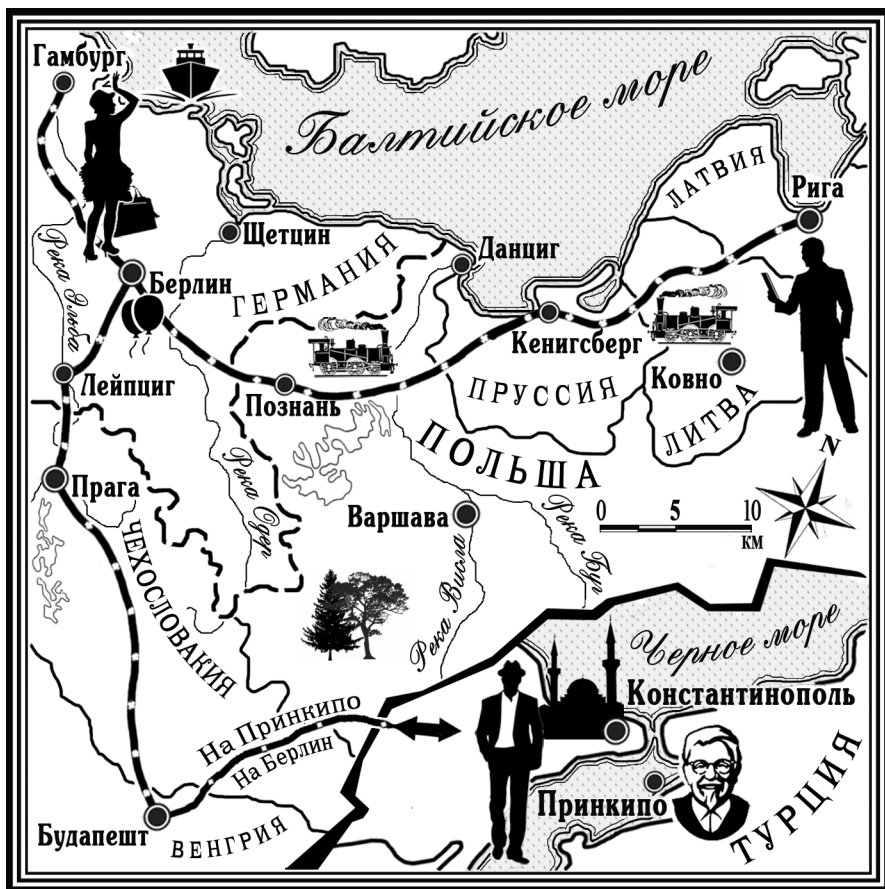 Гамбург
Балтийское море
ЛАТВИЯ
Рига
Щетцин
Данциг
Река Эльба
Берлин
ГЕРМАНИЯ
Кенигсберг
Ковно
Лейпциг
Познань
ПРУССИЯ
ЛИТВА
ПОЛЬША
N
Прага
Река Одер
Варшава
Река Буг
0 5 10
км
ЧЕХОСЛОВАКИЯ
Река Висла
Черное море
Константинополь
На Принкипо
На Берлин
Принкипо
ТУРЦИЯ
Будапешт
ВЕНГРИЯ